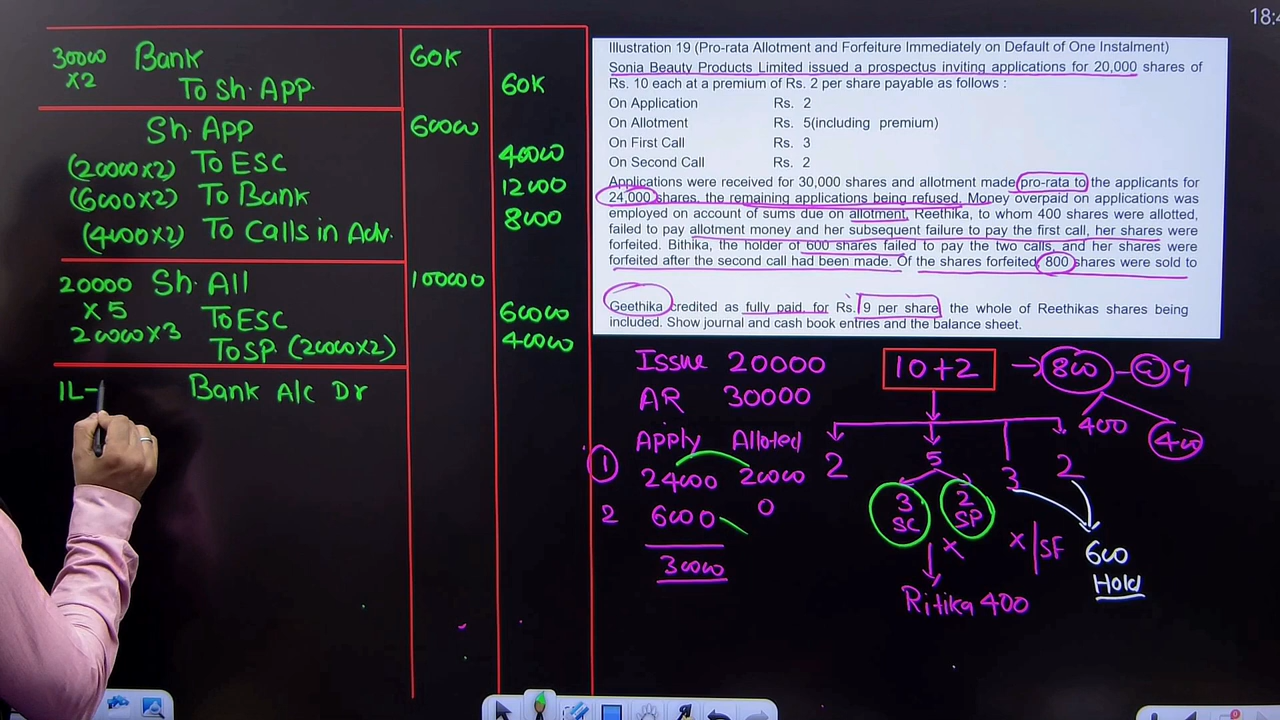 18:4
30000 Bank 60K
x2 To Sh. App. 60K
Sh. App 60000
(20000x2) To ESC 40000
(6000x2) To Bank 12000
(4000x2) To Calls in Adv. 8000
20000 Sh. All 100000
x5 To ESC 60000
20000x3 To SP (20000x2) 40000
1L- Bank A/c Dr
Illustration 19 (Pro-rata Allotment and Forfeiture Immediately on Default of One Instalment)
Sonia Beauty Products Limited issued a prospectus inviting applications for 20,000 shares of
Rs. 10 each at a premium of Rs. 2 per share payable as follows :
On Application Rs. 2
On Allotment Rs. 5(including premium)
On First Call Rs. 3
On Second Call Rs. 2
Applications were received for 30,000 shares and allotment made pro-rata to the applicants for
24,000 shares, the remaining applications being refused. Money overpaid on applications was
employed on account of sums due on allotment, Reethika, to whom 400 shares were allotted,
failed to pay allotment money and her subsequent failure to pay the first call, her shares were
forfeited. Bithika, the holder of 600 shares failed to pay the two calls, and her shares were
forfeited after the second call had been made. Of the shares forfeited 800 shares were sold to
Geethika credited as fully paid for Rs. 9 per share the whole of Reethikas shares being
included. Show journal and cash book entries and the balance sheet.
Issue 20000
AR 30000
Apply Alloted
1 24000 20000
2 6000 0
30000
10+2 → 800 - @ 9
400 400
2 5 3 2
3 SC 2 SP
x x/SF
Ritika 400
600
Hold